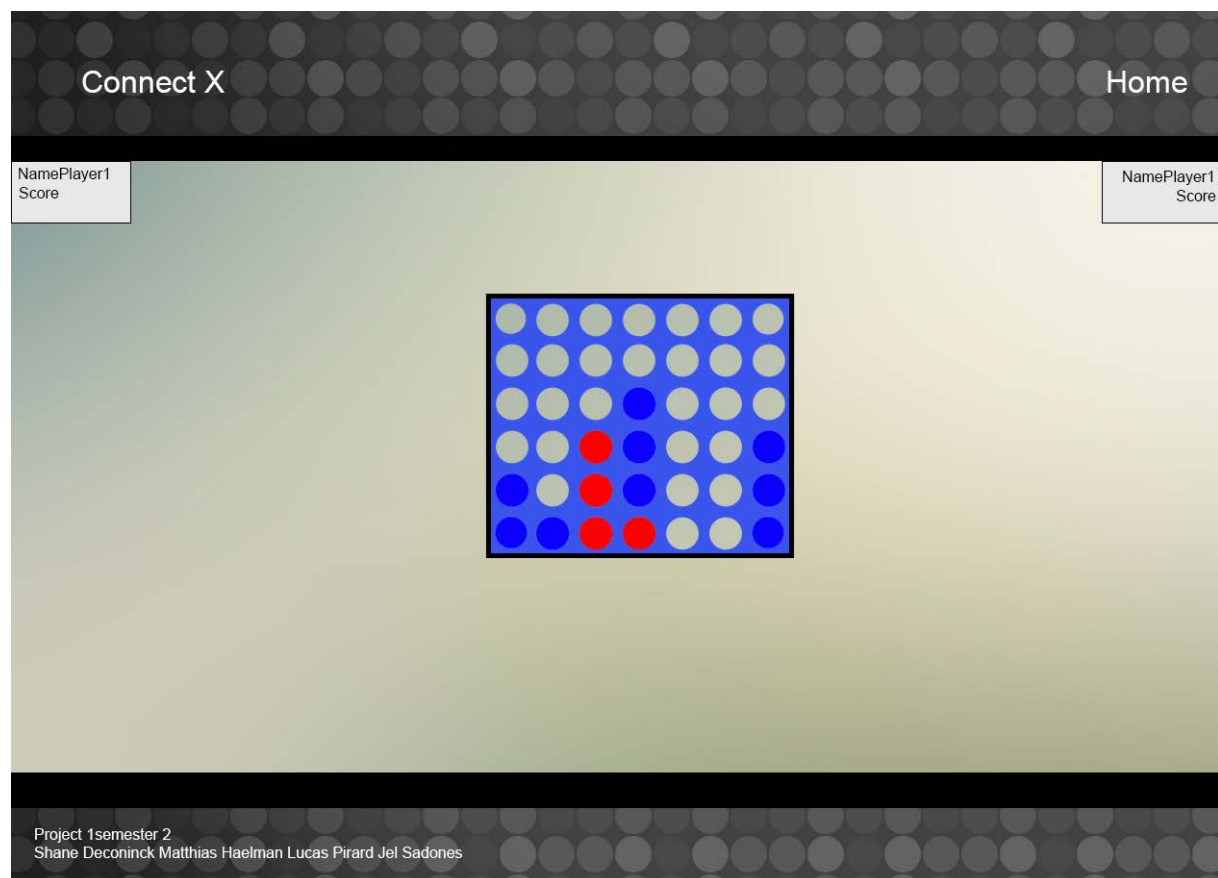 Connect X
Home
NamePlayer1
Score
NamePlayer1
Score
Project 1semester 2
Shane Deconinck Matthias Haelman Lucas Pirard Jel Sadones